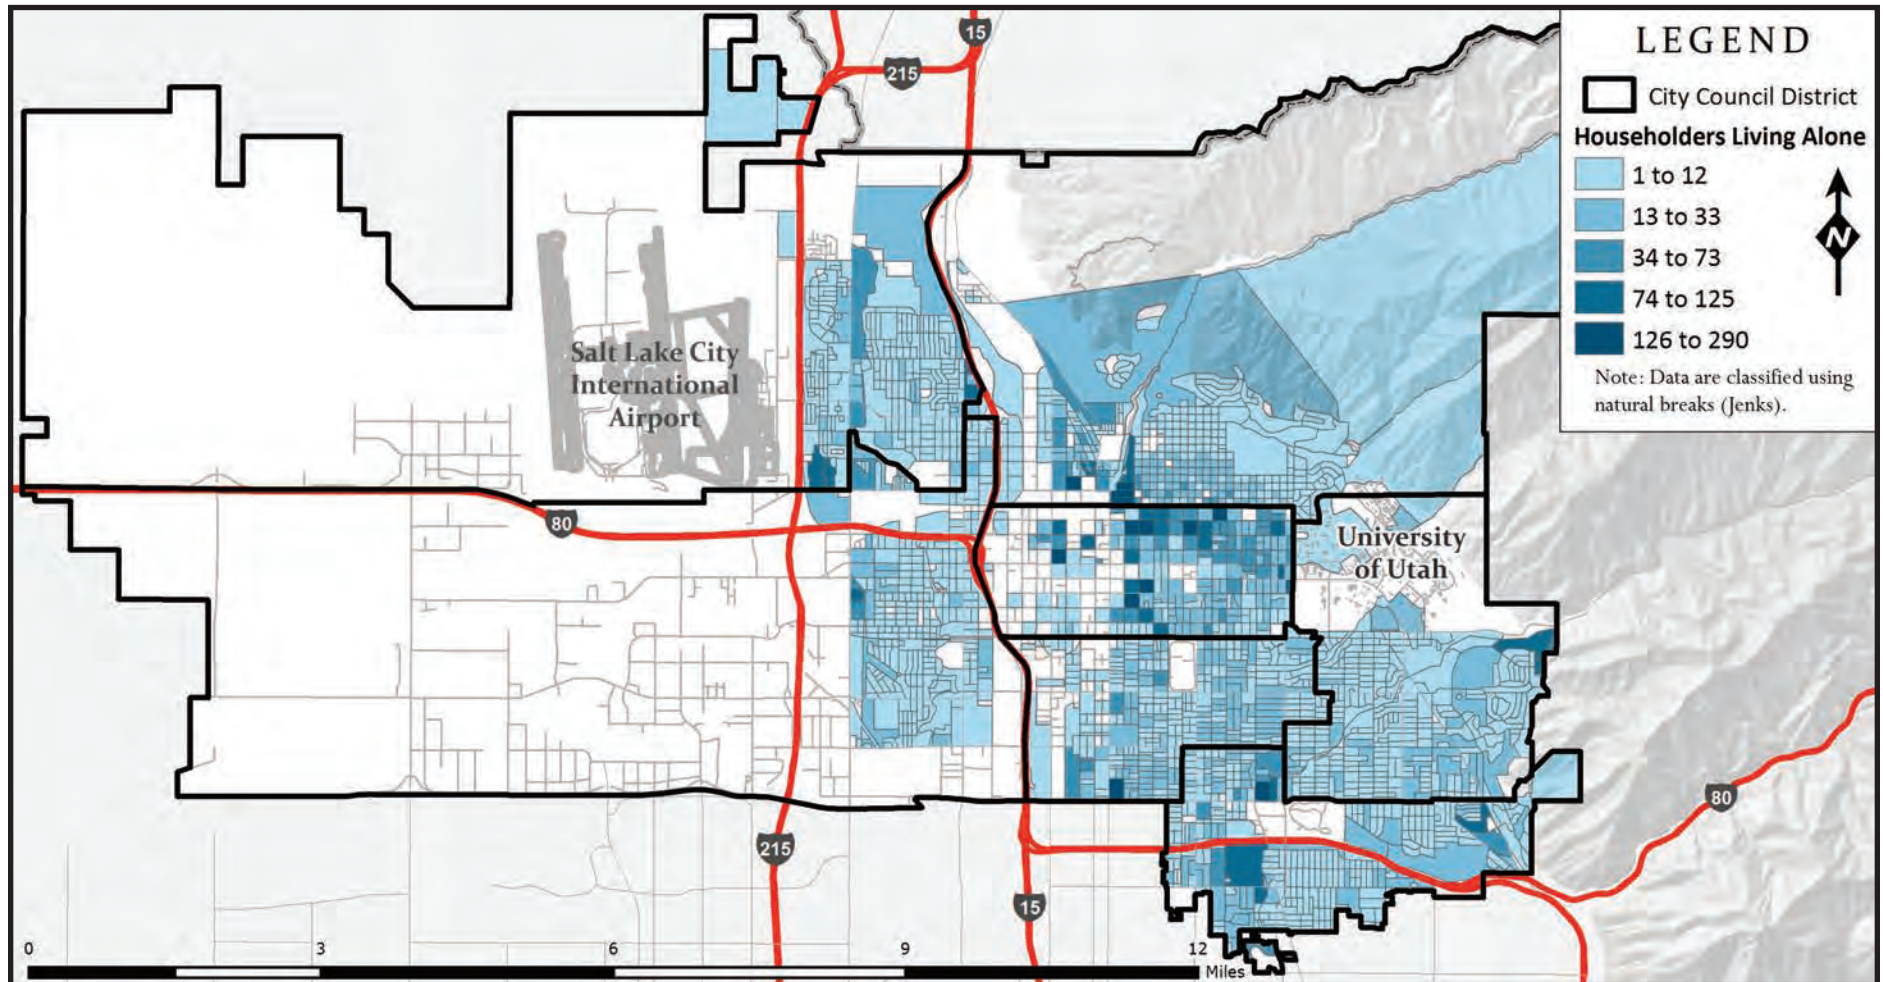 LEGEND
City Council District
Householders Living Alone
1 to 12
13 to 33
34 to 73
74 to 125
126 to 290
Note: Data are classified using
natural breaks (Jenks).
N
15
215
Salt Lake City
International
Airport
80
University
of Utah
80
215
15
0 3 6 9 12
Miles